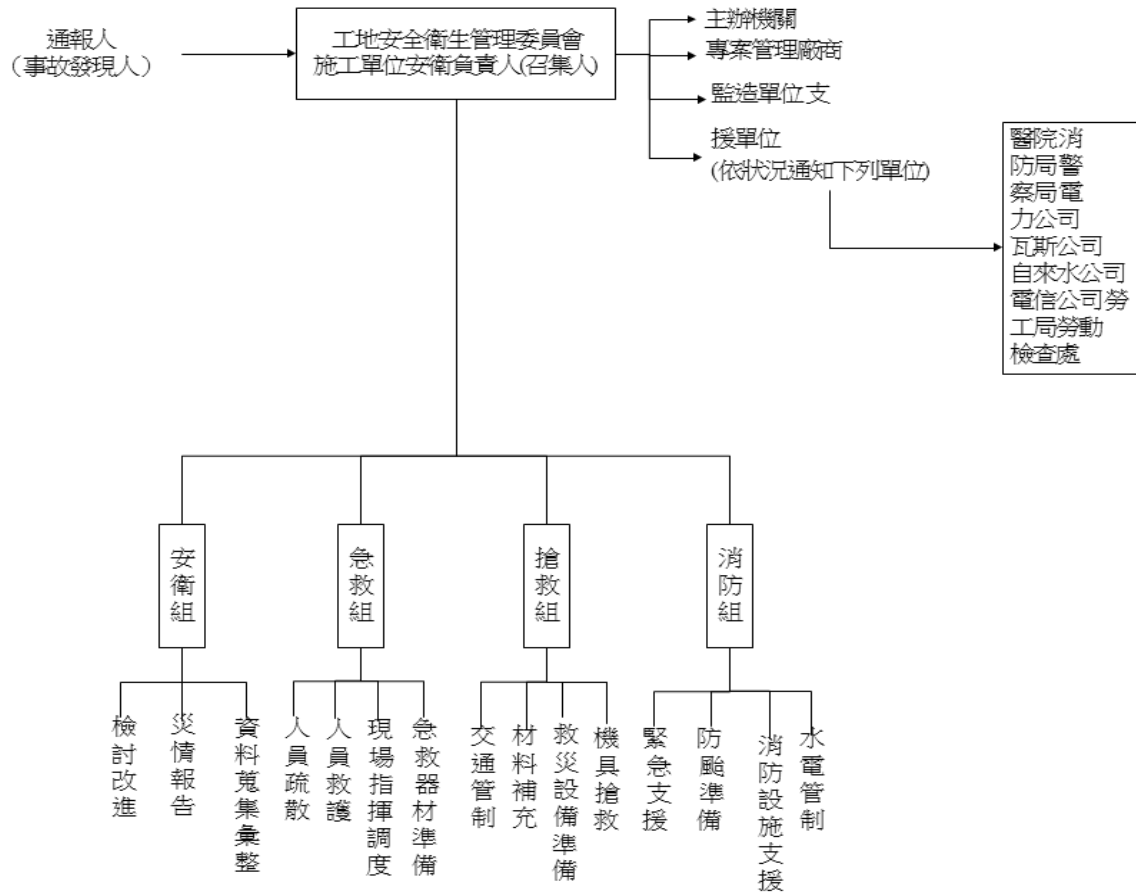 通報人
（事故發現人）
工地安全衛生管理委員會
施工單位安衛負責人(召集人)
主辦機關
專案管理廠商
監造單位 支
援單位
(依狀況通知下列單位)
醫院消
防局警
察局電
力公司
瓦斯公司
自來水公司
電信公司勞
工局勞動
檢查處
安衛組
急救組
搶救組
消防組
檢討改進
災情報告
資料蒐集彙整
人員疏散
人員救護
現場指揮調度
急救器材準備
交通管制
材料補充
救災設備準備
機具搶救
緊急支援
防颱準備
消防設施支援
水電管制